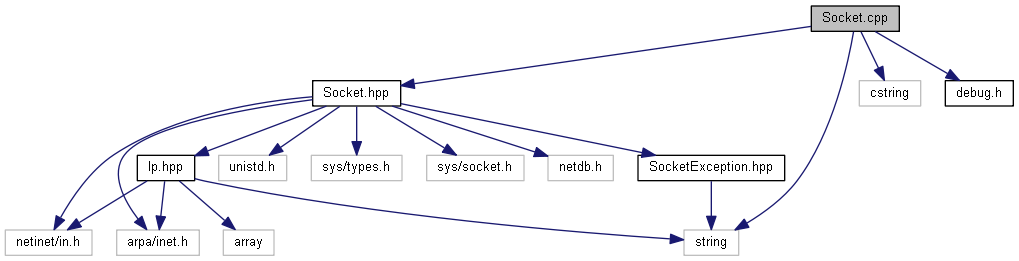 Socket.cpp
Socket.hpp
cstring
debug.h
Ip.hpp
unistd.h
sys/types.h
sys/socket.h
netdb.h
SocketException.hpp
netinet/in.h
arpa/inet.h
array
string